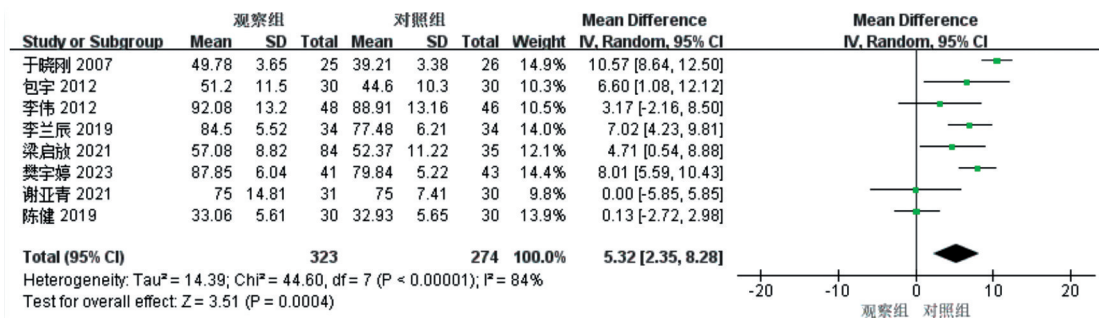 观察组 对照组 Mean Difference Mean Difference
Study or Subgroup Mean SD Total Mean SD Total Weight IV, Random, 95% CI IV, Random, 95% CI
于晓刚 2007 49.78 3.65 25 39.21 3.38 26 14.9% 10.57 [8.64, 12.50]
包宇 2012 51.2 11.5 30 44.6 10.3 30 10.3% 6.60 [1.08, 12.12]
李伟 2012 92.08 13.2 48 88.91 13.16 46 10.5% 3.17 [-2.16, 8.50]
李兰辰 2019 84.5 5.52 34 77.48 6.21 34 14.0% 7.02 [4.23, 9.81]
梁启放 2021 57.08 8.82 84 52.37 11.22 35 12.1% 4.71 [0.54, 8.88]
樊宇婷 2023 87.85 6.04 41 79.84 5.22 43 14.4% 8.01 [5.59, 10.43]
谢亚青 2021 75 14.81 31 75 7.41 30 9.8% 0.00 [-5.85, 5.85]
陈健 2019 33.06 5.61 30 32.93 5.65 30 13.9% 0.13 [-2.72, 2.98]
Total (95% CI) 323 274 100.0% 5.32 [2.35, 8.28]
Heterogeneity: Tau² = 14.39; Chi² = 44.60, df = 7 (P < 0.00001); I² = 84%
Test for overall effect: Z = 3.51 (P = 0.0004)
-20 -10 0 10 20
观察组 对照组